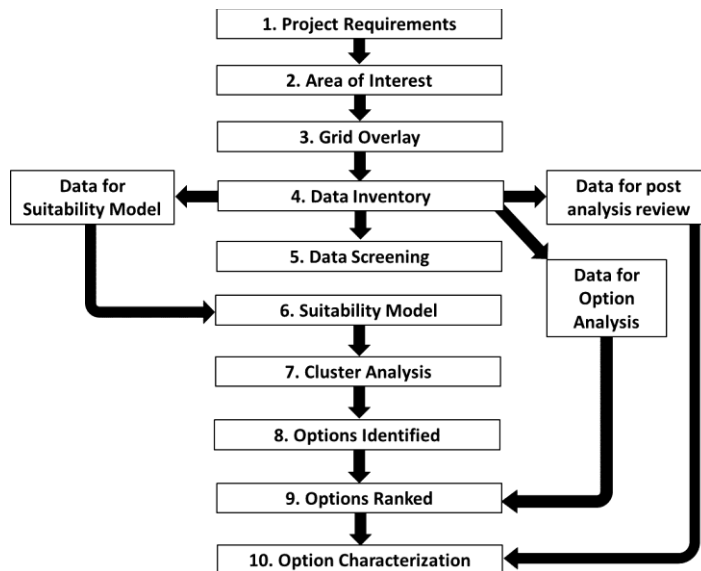 1. Project Requirements
2. Area of Interest
3. Grid Overlay
Data for
Suitability Model
4. Data Inventory
Data for post
analysis review
5. Data Screening
Data for
Option
Analysis
6. Suitability Model
7. Cluster Analysis
8. Options Identified
9. Options Ranked
10. Option Characterization